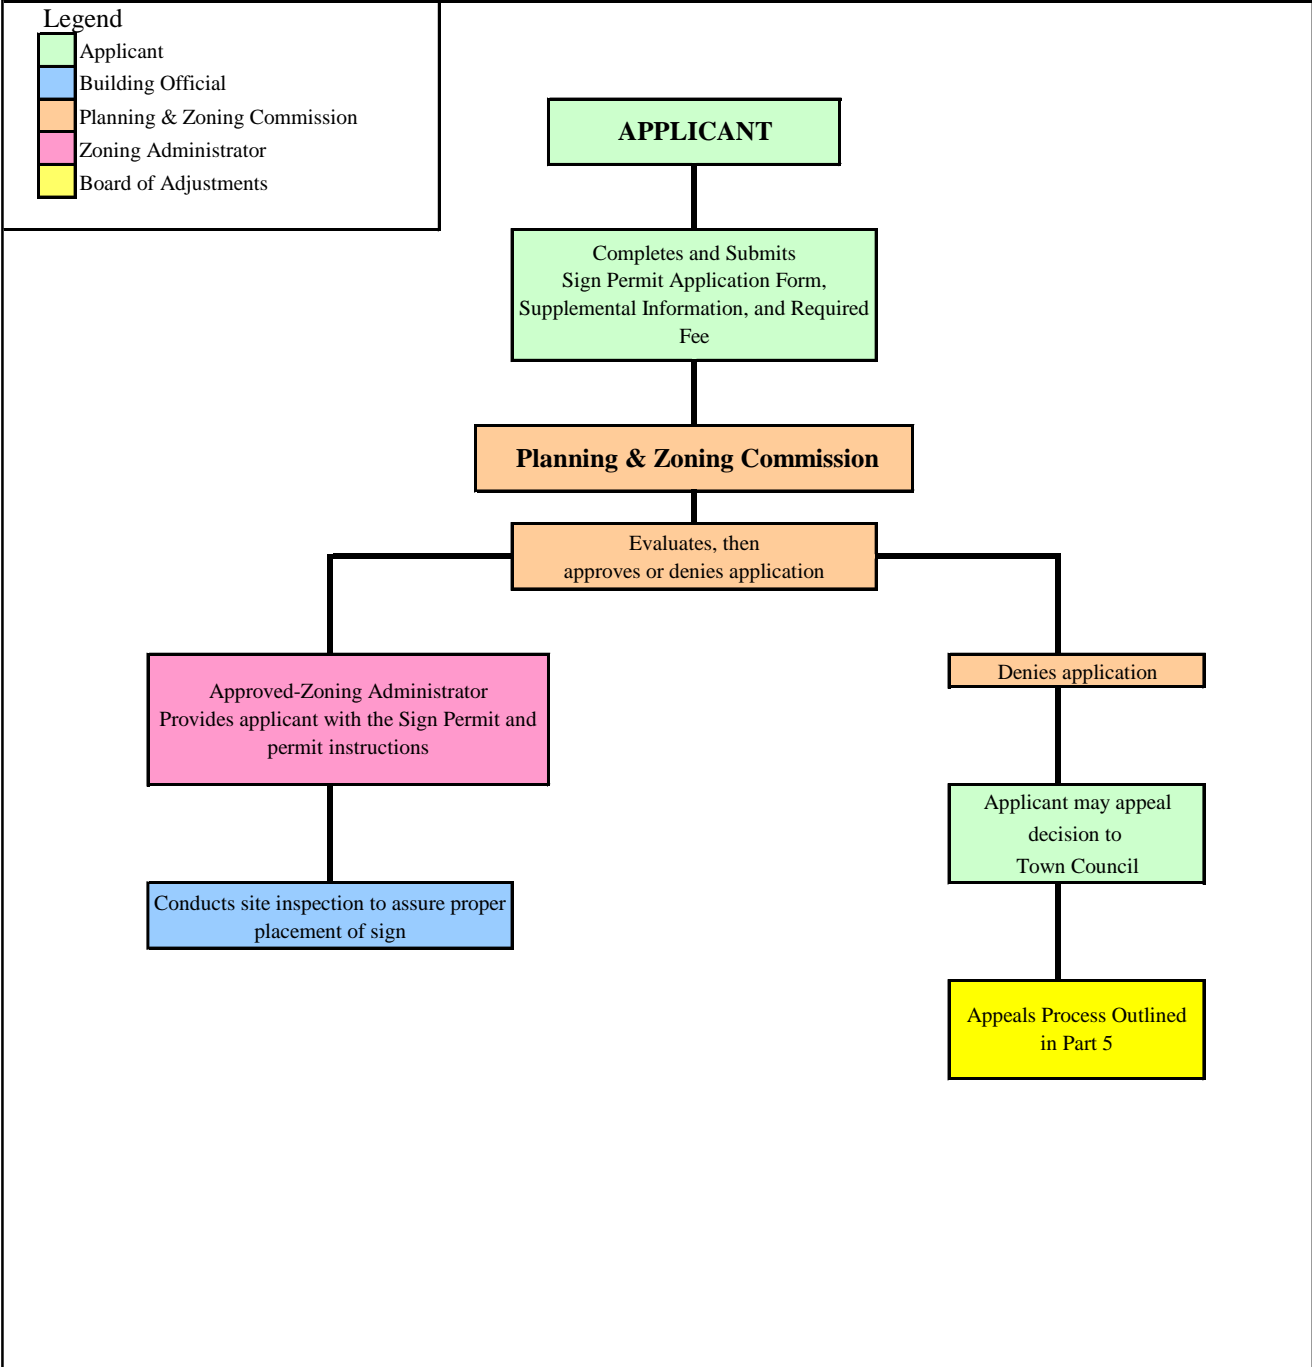 Legend
Applicant
Building Official
Planning & Zoning Commission
Zoning Administrator
Board of Adjustments
APPLICANT
Completes and Submits
Sign Permit Application Form,
Supplemental Information, and Required
Fee
Planning & Zoning Commission
Evaluates, then
approves or denies application
Approved-Zoning Administrator
Provides applicant with the Sign Permit and
permit instructions
Denies application
Applicant may appeal
decision to
Town Council
Conducts site inspection to assure proper
placement of sign
Appeals Process Outlined
in Part 5